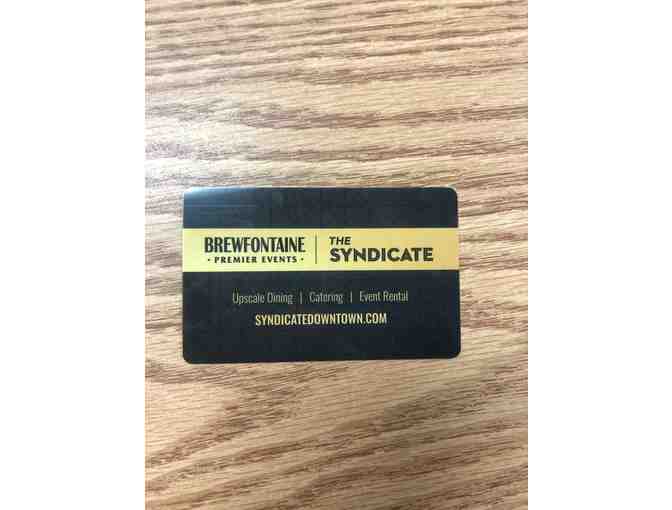 BREWFONTAINE
• PREMIER EVENTS •
THE
SYNDICATE
Upscale Dining | Catering | Event Rental
SYNDICATEDOWNTOWN.COM